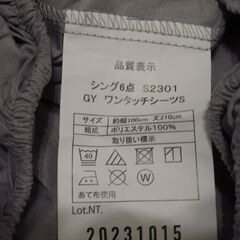 品質表示
シング6点 S2301
GY ワンタッチシーツS
サイズ 約幅100cm 丈210cm
組成 ポリエステル100%
取り扱い標示
40
あて布使用
Lot.NT.
20231015